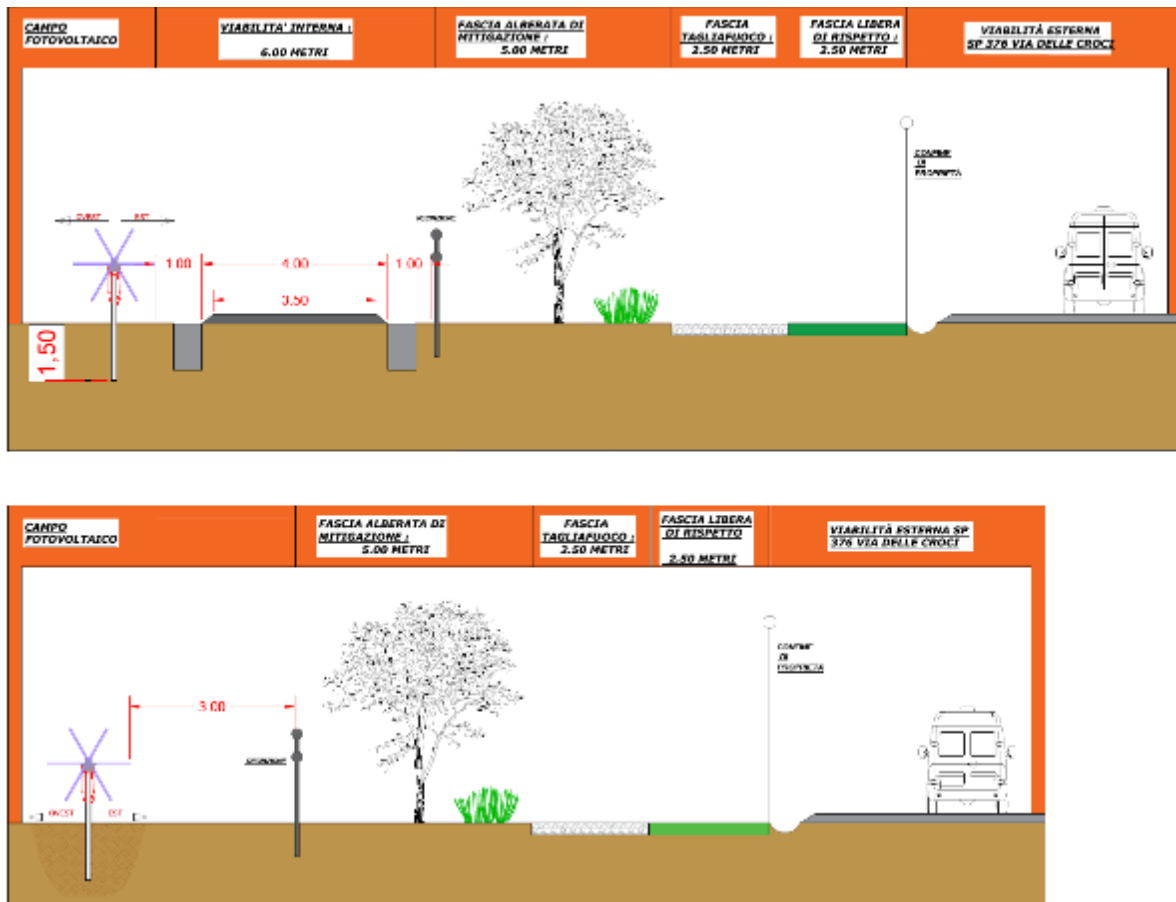 CAMPO
FOTOVOLTAICO
VIABILITA' INTERNA :
6.00 METRI
FASCIA ALBERATA DI
MITIGAZIONE :
5.00 METRI
FASCIA
TAGLIAFUOCO :
2.50 METRI
FASCIA LIBERA
DI RISPETTO :
2.50 METRI
VIABILITÀ ESTERNA
SP 376 VIA DELLE CROCI
CONFINE
DI
PROPRIETÀ
OVEST EST
RECINZIONE
1.00
4.00
1.00
3.50
1,50
CAMPO
FOTOVOLTAICO
FASCIA ALBERATA DI
MITIGAZIONE :
5.00 METRI
FASCIA
TAGLIAFUOCO :
2.50 METRI
FASCIA LIBERA
DI RISPETTO
2.50 METRI
VIABILITÀ ESTERNA SP
376 VIA DELLE CROCI
CONFINE
DI
PROPRIETÀ
3.00
RECINZIONE
OVEST EST